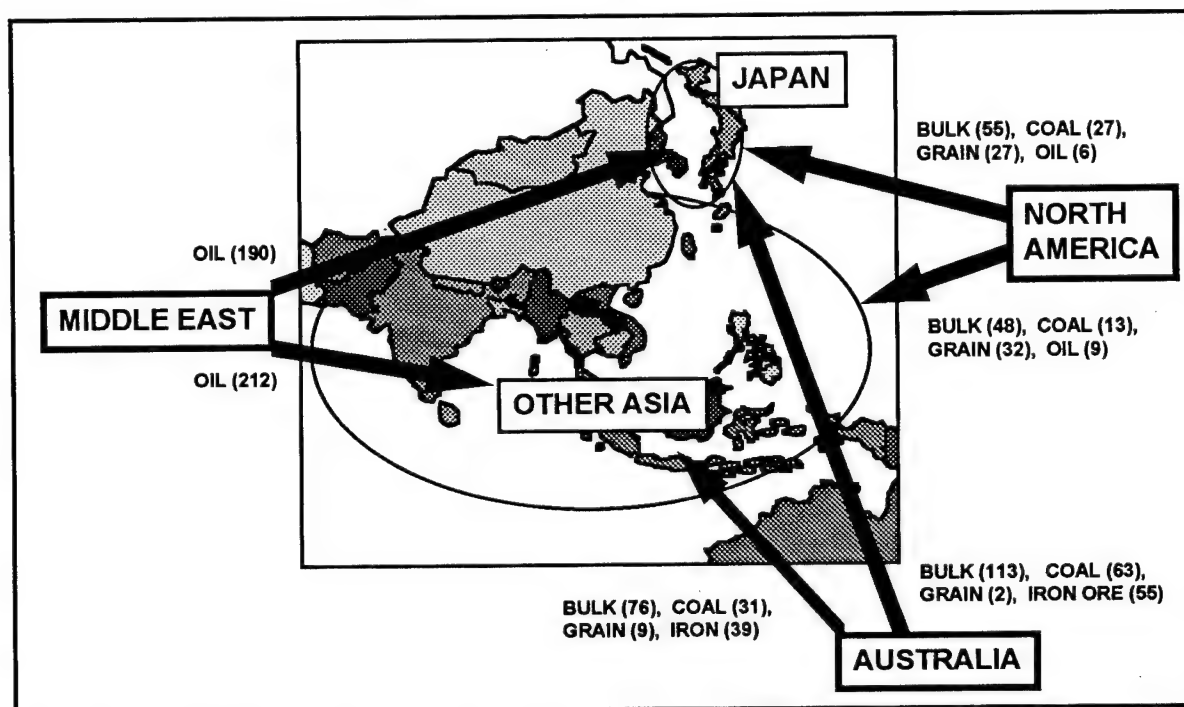 JAPAN
BULK (55), COAL (27),
GRAIN (27), OIL (6)
NORTH
AMERICA
OIL (190)
MIDDLE EAST
BULK (48), COAL (13),
GRAIN (32), OIL (9)
OIL (212)
OTHER ASIA
BULK (113), COAL (63),
GRAIN (2), IRON ORE (55)
BULK (76), COAL (31),
GRAIN (9), IRON (39)
AUSTRALIA